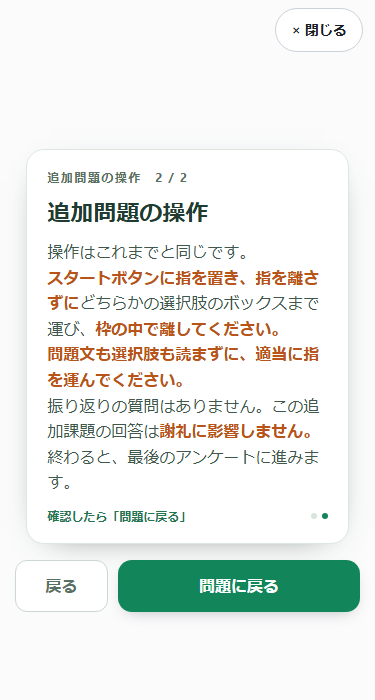 × 閉じる
追加問題の操作 2 / 2
追加問題の操作
操作はこれまでと同じです。
スタートボタンに指を置き、指を離さ
ずにどちらかの選択肢のボックスまで
運び、枠の中で離してください。
問題文も選択肢も読まずに、適当に指
を運んでください。
振り返りの質問はありません。この追
加課題の回答は謝礼に影響しません。
終わると、最後のアンケートに進みま
す。
確認したら「問題に戻る」
戻る
問題に戻る